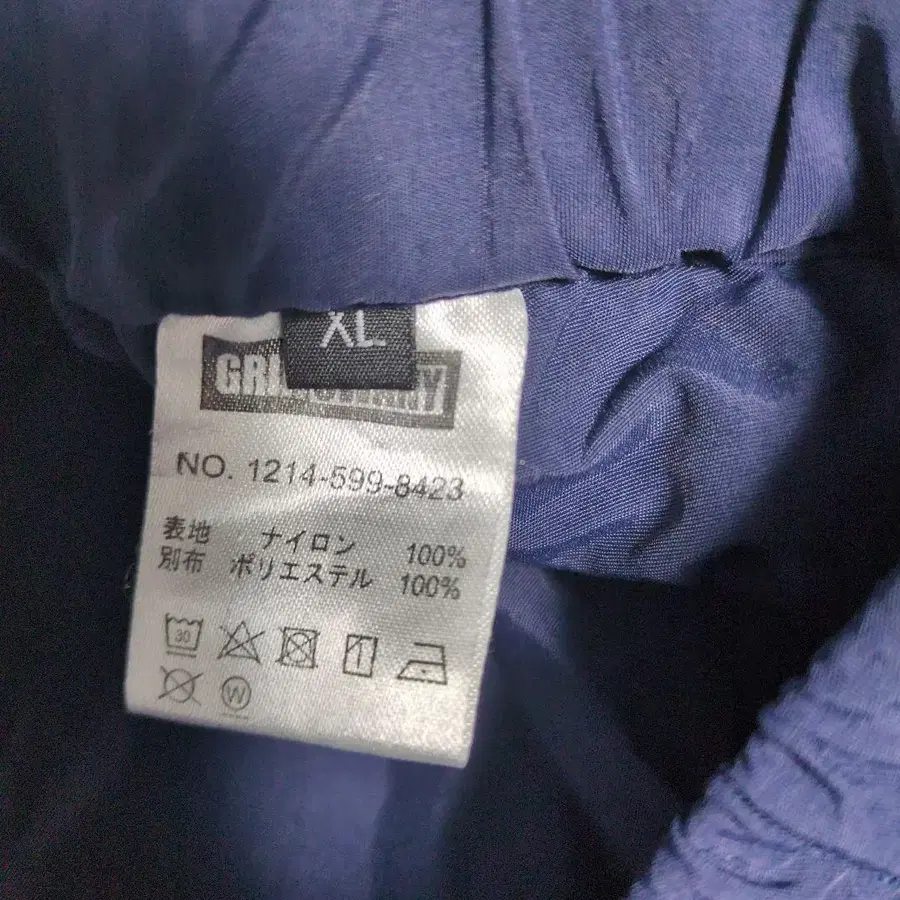 XL
NO. 1214-599-8423
表地 ナイロン 100%
別布 ポリエステル 100%
30
W